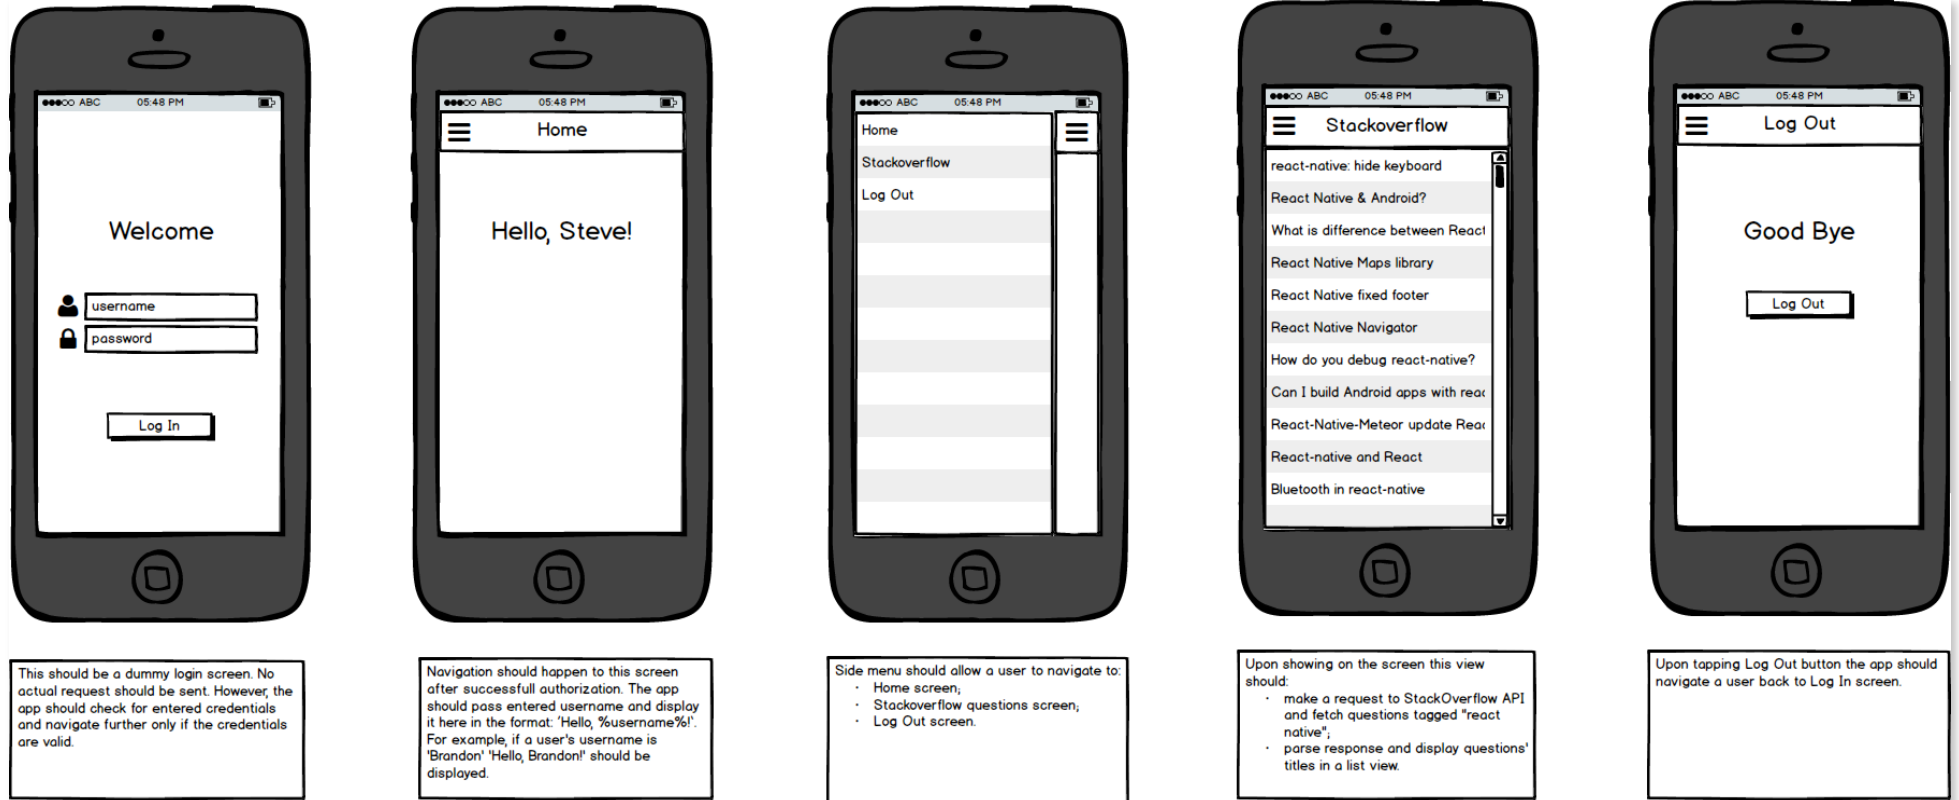 ABC 05:48 PM
Welcome
username
password
Log In
This should be a dummy login screen. No
actual request should be sent. However, the
app should check for entered credentials
and navigate further only if the credentials
are valid.
ABC 05:48 PM
Home
Hello, Steve!
Navigation should happen to this screen
after successfull authorization. The app
should pass entered username and display
it here in the format: 'Hello, %username%!'.
For example, if a user's username is
'Brandon' 'Hello, Brandon!' should be
displayed.
ABC 05:48 PM
Home
Stackoverflow
Log Out
Side menu should allow a user to navigate to:
· Home screen;
· Stackoverflow questions screen;
· Log Out screen.
ABC 05:48 PM
Stackoverflow
react-native: hide keyboard
React Native & Android?
What is difference between React
React Native Maps library
React Native fixed footer
React Native Navigator
How do you debug react-native?
Can I build Android apps with reac
React-Native-Meteor update Reac
React-native and React
Bluetooth in react-native
Upon showing on the screen this view
should:
· make a request to StackOverflow API
and fetch questions tagged "react
native";
· parse response and display questions'
titles in a list view.
ABC 05:48 PM
Log Out
Good Bye
Log Out
Upon tapping Log Out button the app should
navigate a user back to Log In screen.